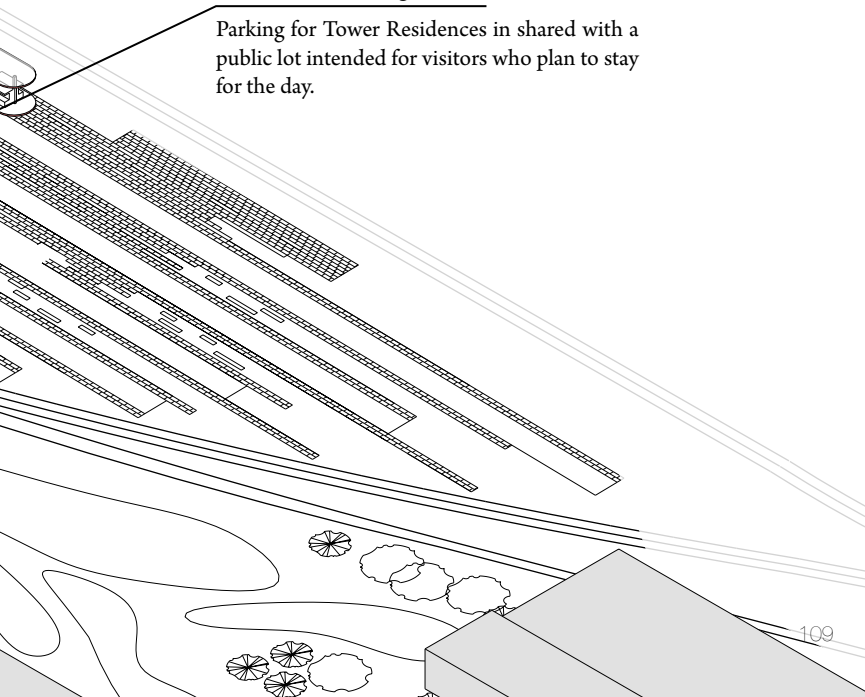 Parking for Tower Residences in shared with a
public lot intended for visitors who plan to stay
for the day.
109